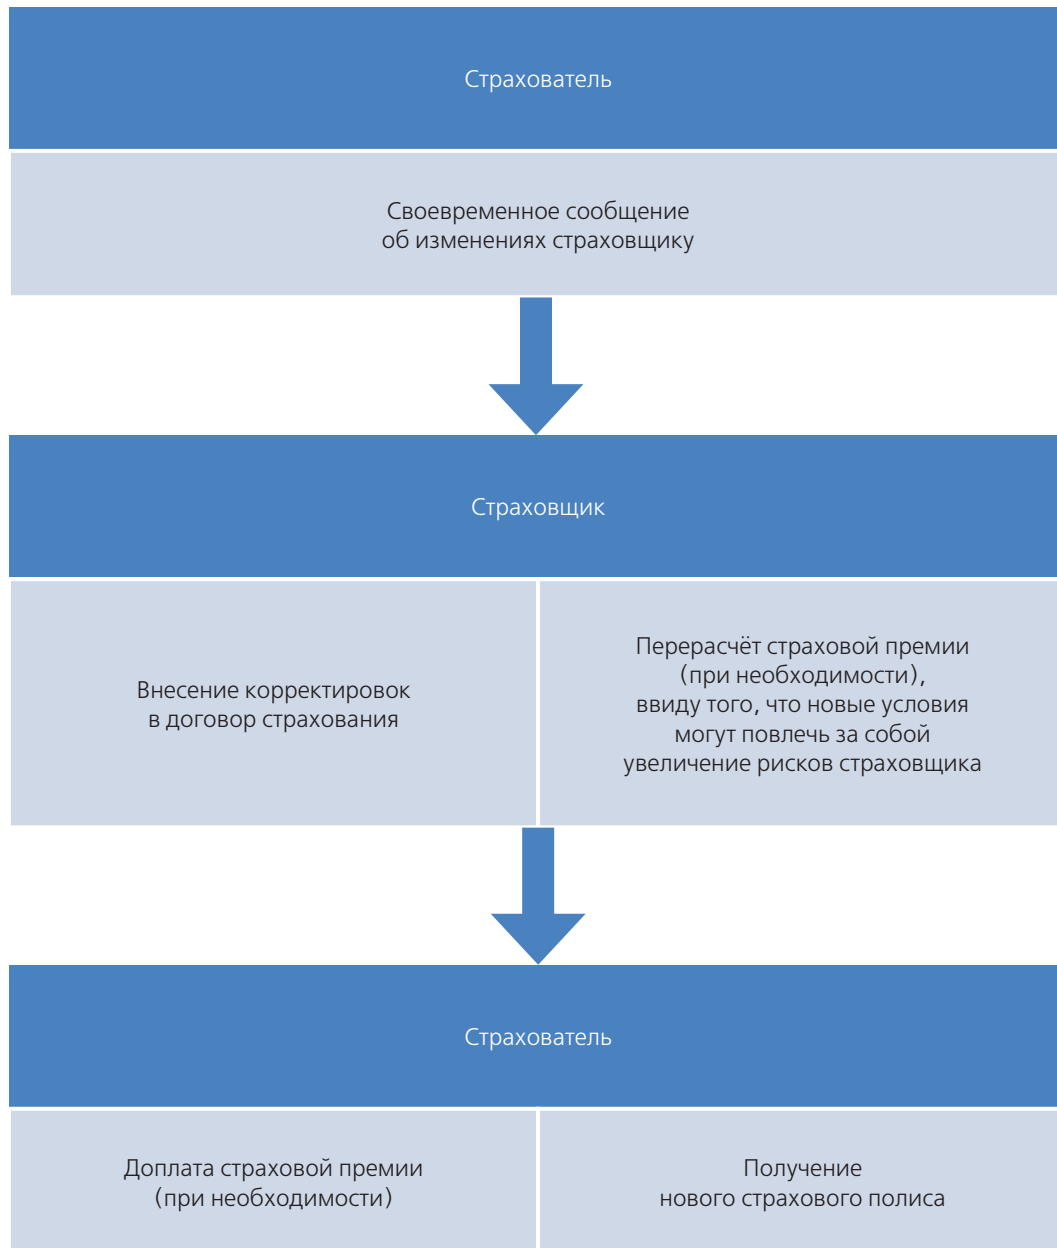 Страхователь
Своевременное сообщение
об изменениях страховщику
Страховщик
Внесение корректировок
в договор страхования
Перерасчёт страховой премии
(при необходимости),
ввиду того, что новые условия
могут повлечь за собой
увеличение рисков страховщика
Страхователь
Доплата страховой премии
(при необходимости)
Получение
нового страхового полиса